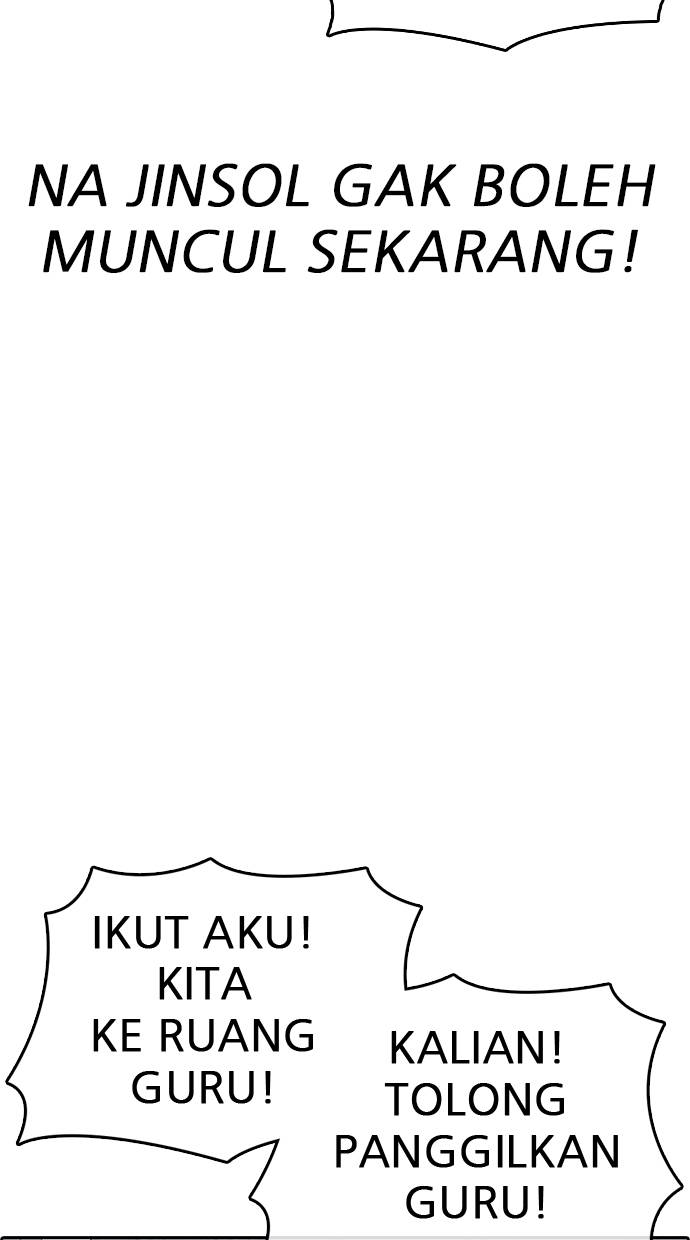 NA JINSOL GAK BOLEH
MUNCUL SEKARANG!
IKUT AKU!
KITA
KE RUANG
GURU!
KALIAN!
TOLONG
PANGGILKAN
GURU!